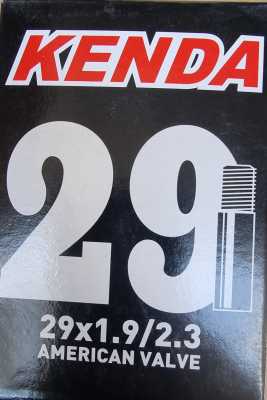 KENDA
29
29x1.9/2.3
AMERICAN VALVE